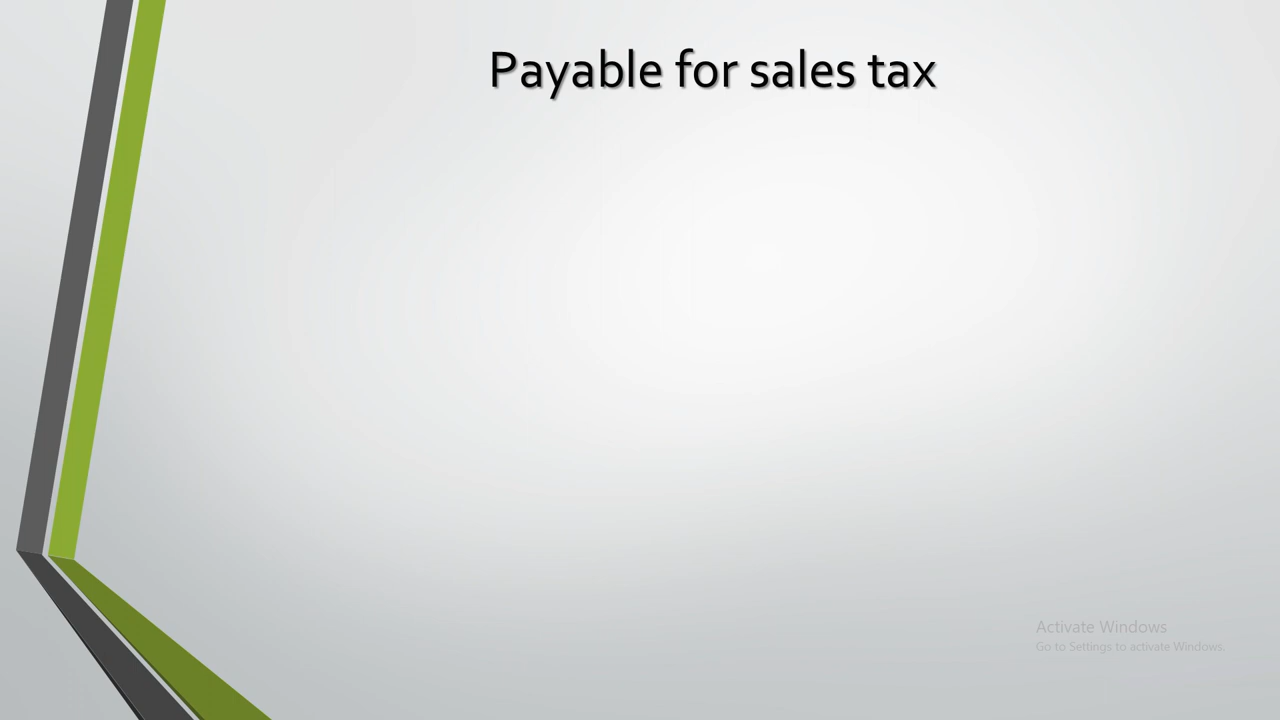 Payable for sales tax
Activate Windows
Go to Settings to activate Windows.